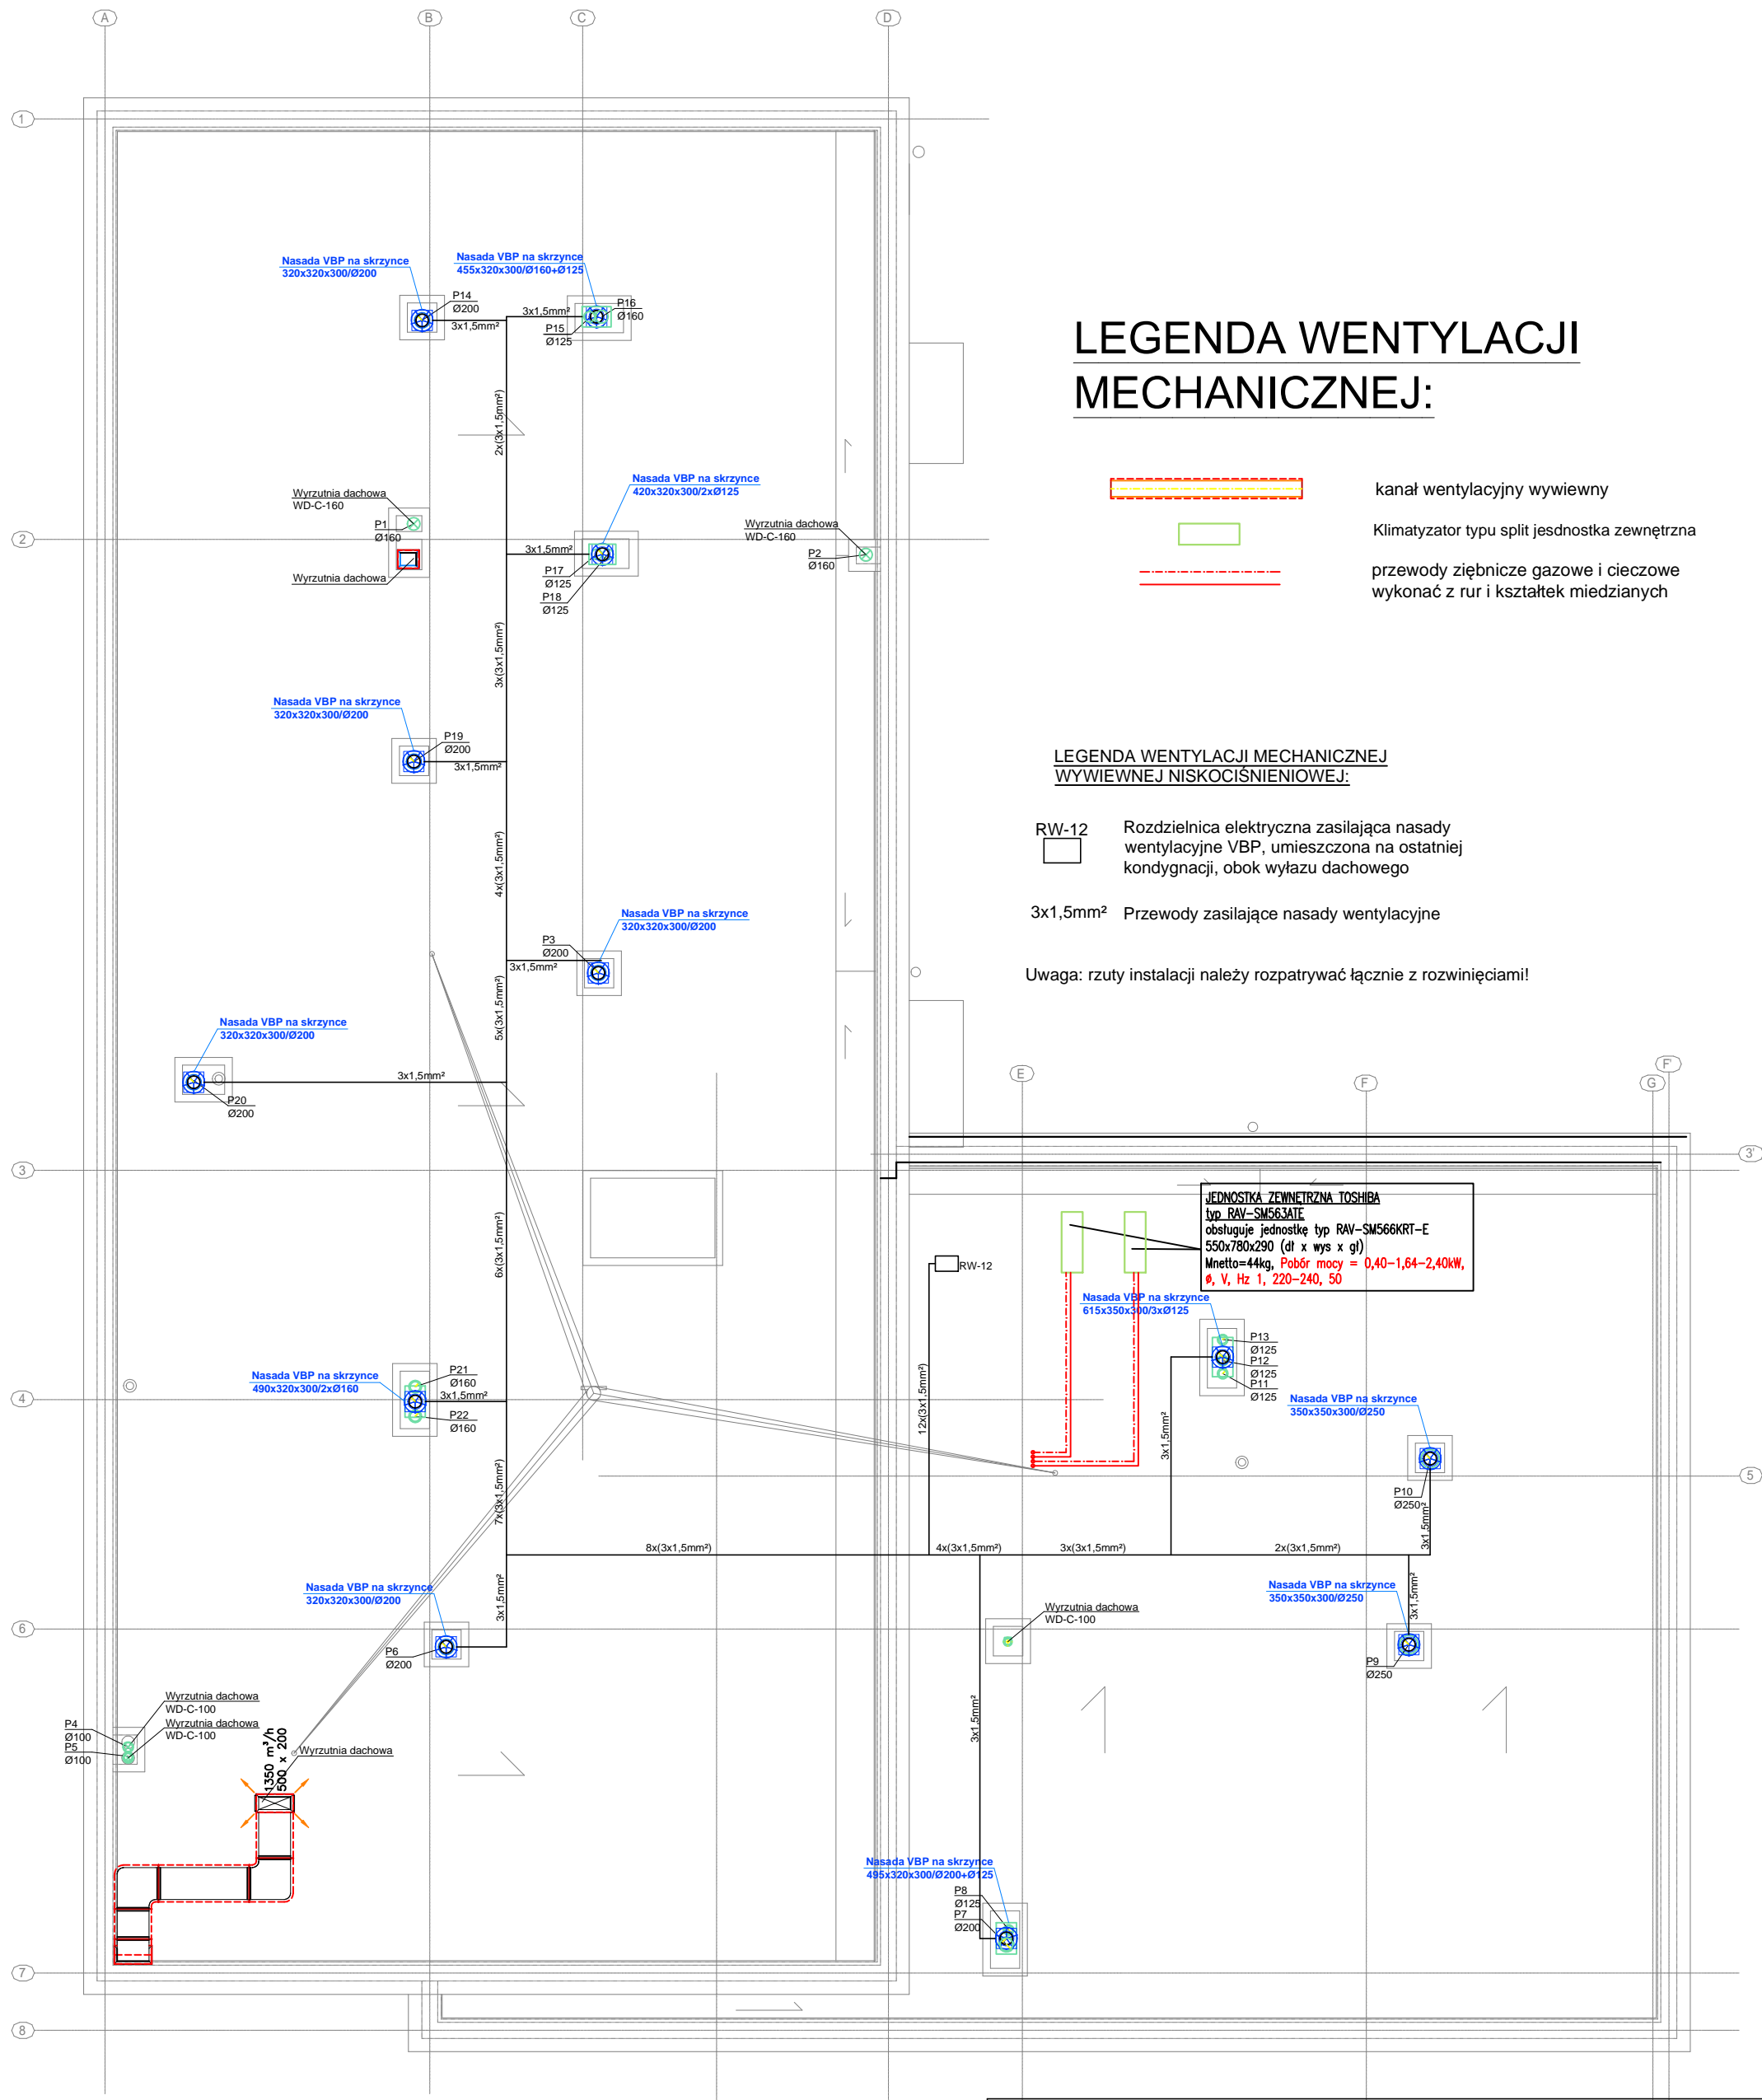 A
B
C
D
1
Nasada VBP na skrzynce
320x320x300/Ø200
Nasada VBP na skrzynce
455x320x300/Ø160+Ø125
P14
Ø200
3x1,5mm²
3x1,5mm²
P16
Ø160
P15
Ø125
LEGENDA WENTYLACJI
MECHANICZNEJ:
2x(3x1,5mm²)
kanał wentylacyjny wywiewny
Klimatyzator typu split jesdnostka zewnętrzna
przewody ziębnicze gazowe i cieczowe
wykonać z rur i kształtek miedzianych
Wyrzutnia dachowa
WD-C-160
P1
Ø160
Wyrzutnia dachowa
2
Nasada VBP na skrzynce
420x320x300/2xØ125
3x1,5mm²
P17
Ø125
P18
Ø125
Wyrzutnia dachowa
WD-C-160
P2
Ø160
3x(3x1,5mm²)
Nasada VBP na skrzynce
320x320x300/Ø200
P19
Ø200
3x1,5mm²
LEGENDA WENTYLACJI MECHANICZNEJ
WYWIEWNEJ NISKOCIŚNIENIOWEJ:
RW-12
Rozdzielnica elektryczna zasilająca nasady
wentylacyjne VBP, umieszczona na ostatniej
kondygnacji, obok wyłazu dachowego
3x1,5mm²
Przewody zasilające nasady wentylacyjne
Uwaga: rzuty instalacji należy rozpatrywać łącznie z rozwinięciami!
4x(3x1,5mm²)
Nasada VBP na skrzynce
320x320x300/Ø200
P3
Ø200
3x1,5mm²
5x(3x1,5mm²)
Nasada VBP na skrzynce
320x320x300/Ø200
3x1,5mm²
P20
Ø200
E
F
G
F'
3
3'
6x(3x1,5mm²)
JEDNOSTKA ZEWNĘTRZNA TOSHIBA
typ RAV-SM563ATE
obsługuje jednostkę typ RAV-SM566KRT-E
550x780x290 (dł x wys x gł)
Mnetto=44kg, Pobór mocy = 0,40-1,64-2,40kW,
ø, V, Hz 1, 220-240, 50
RW-12
Nasada VBP na skrzynce
615x350x300/3xØ125
P13
Ø125
P12
Ø125
P11
Ø125
Nasada VBP na skrzynce
490x320x300/2xØ160
P21
Ø160
3x1,5mm²
P22
Ø160
4
12x(3x1,5mm²)
3x1,5mm²
Nasada VBP na skrzynce
350x350x300/Ø250
P10
Ø250
3x1,5mm²
5
7x(3x1,5mm²)
8x(3x1,5mm²)
4x(3x1,5mm²)
3x(3x1,5mm²)
2x(3x1,5mm²)
Nasada VBP na skrzynce
320x320x300/Ø200
3x1,5mm²
P6
Ø200
Nasada VBP na skrzynce
350x350x300/Ø250
3x1,5mm²
P9
Ø250
Wyrzutnia dachowa
WD-C-100
6
3x1,5mm²
Wyrzutnia dachowa
WD-C-100
Wyrzutnia dachowa
WD-C-100
P4
Ø100
P5
Ø100
1350 m³/h
500 x 200
Wyrzutnia dachowa
Nasada VBP na skrzynce
495x320x300/Ø200+Ø125
P8
Ø125
P7
Ø200
7
8